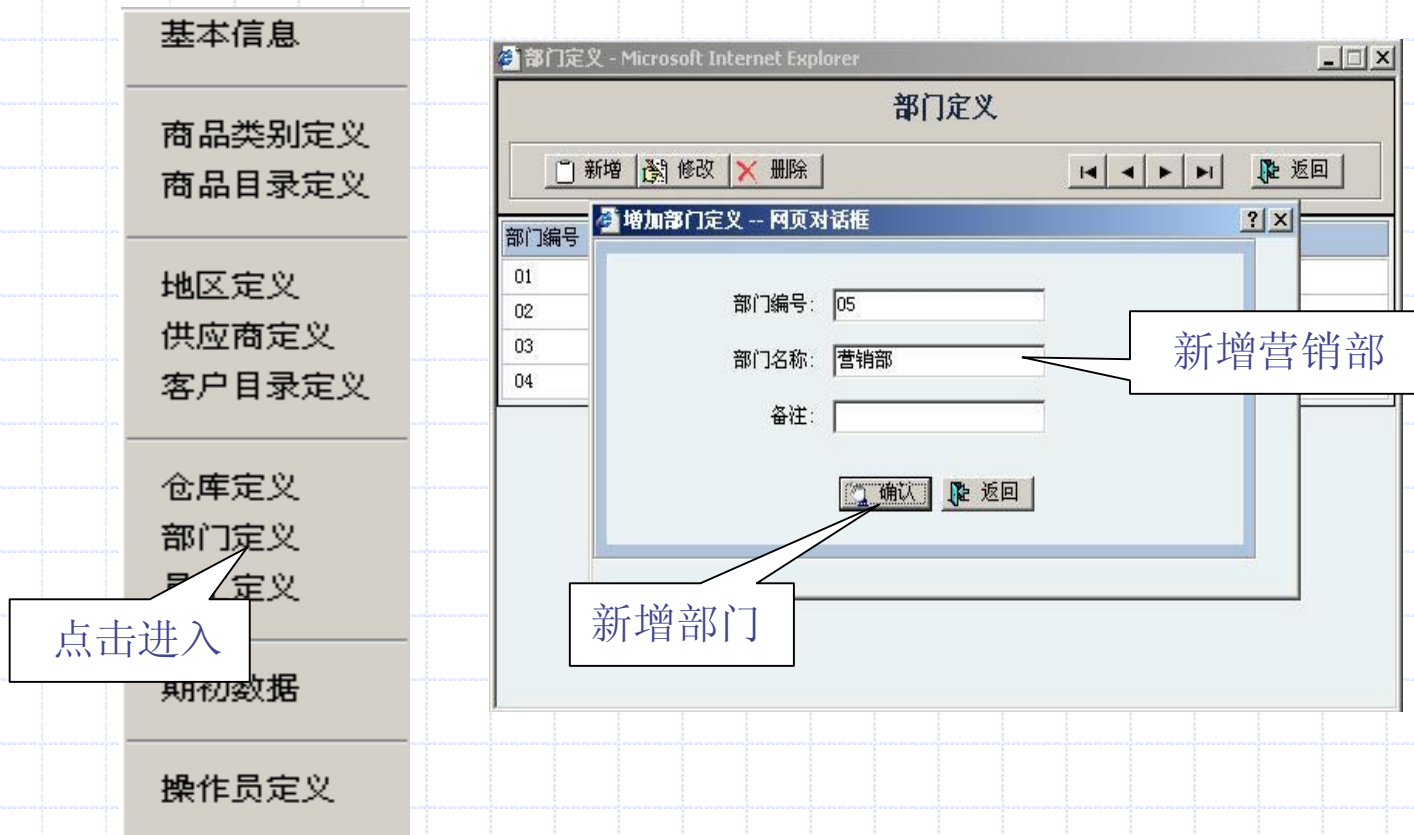 基本信息
商品类别定义
商品目录定义
地区定义
供应商定义
客户目录定义
仓库定义
部门定义
定义
点击进入
期初数据
操作员定义
部门定义 - Microsoft Internet Explorer
部门定义
新增 修改 删除 返回
部门编号
01
02
03
04
增加部门定义 -- 网页对话框
部门编号: 05
部门名称: 营销部
备注:
确认 返回
新增营销部
新增部门